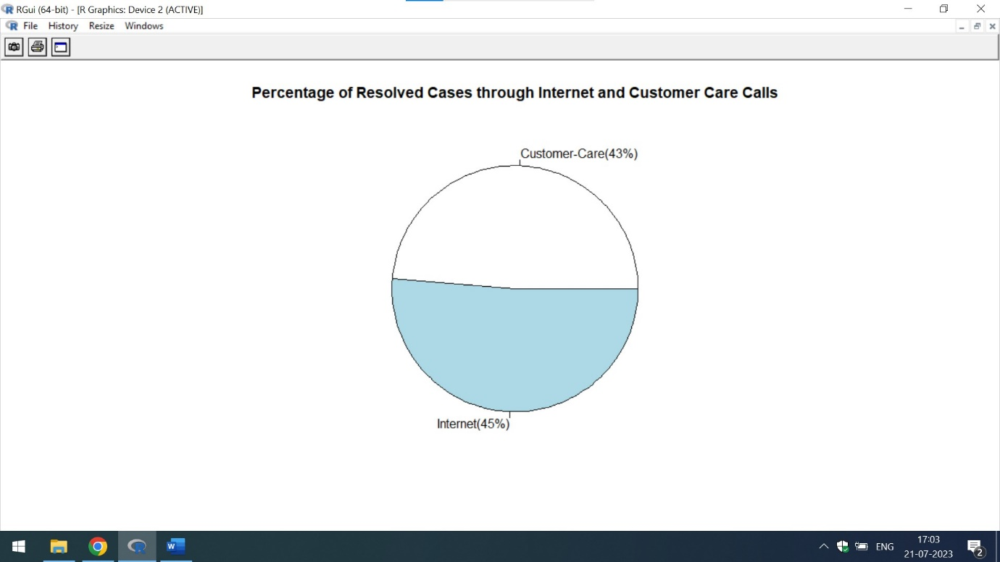 RGui (64-bit) - [R Graphics: Device 2 (ACTIVE)]
File History Resize Windows
Percentage of Resolved Cases through Internet and Customer Care Calls
Customer-Care(43%)
Internet(45%)
ENG
17:03
21-07-2023
2